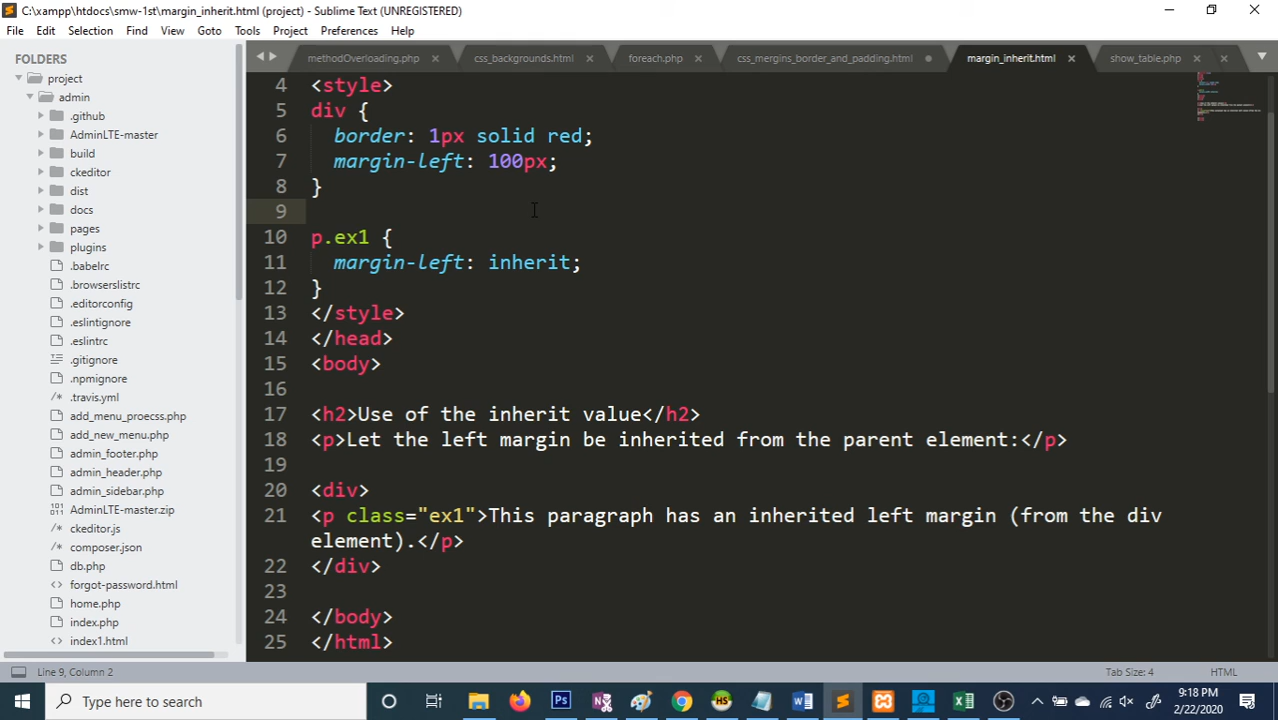 C:\xampp\htdocs\smw-1st\margin_inherit.html (project) - Sublime Text (UNREGISTERED)
File Edit Selection Find View Goto Tools Project Preferences Help
FOLDERS
project
admin
.github
AdminLTE-master
build
ckeditor
dist
docs
pages
plugins
.babelrc
.browserslistrc
.editorconfig
.eslintignore
.eslintrc
.gitignore
.npmignore
.travis.yml
add_menu_proecss.php
add_new_menu.php
admin_footer.php
admin_header.php
admin_sidebar.php
AdminLTE-master.zip
ckeditor.js
composer.json
db.php
forgot-password.html
home.php
index.php
index1.html
methodOverloading.php css_backgrounds.html foreach.php css_mergins_border_and_padding.html margin_inherit.html show_table.php
4 <style>
5 div {
6 border: 1px solid red;
7 margin-left: 100px;
8 }
9
10 p.ex1 {
11 margin-left: inherit;
12 }
13 </style>
14 </head>
15 <body>
16
17 <h2>Use of the inherit value</h2>
18 <p>Let the left margin be inherited from the parent element:</p>
19
20 <div>
21 <p class="ex1">This paragraph has an inherited left margin (from the div
element).</p>
22 </div>
23
24 </body>
25 </html>
Line 9, Column 2 Tab Size: 4 HTML
Type here to search
9:18 PM
2/22/2020